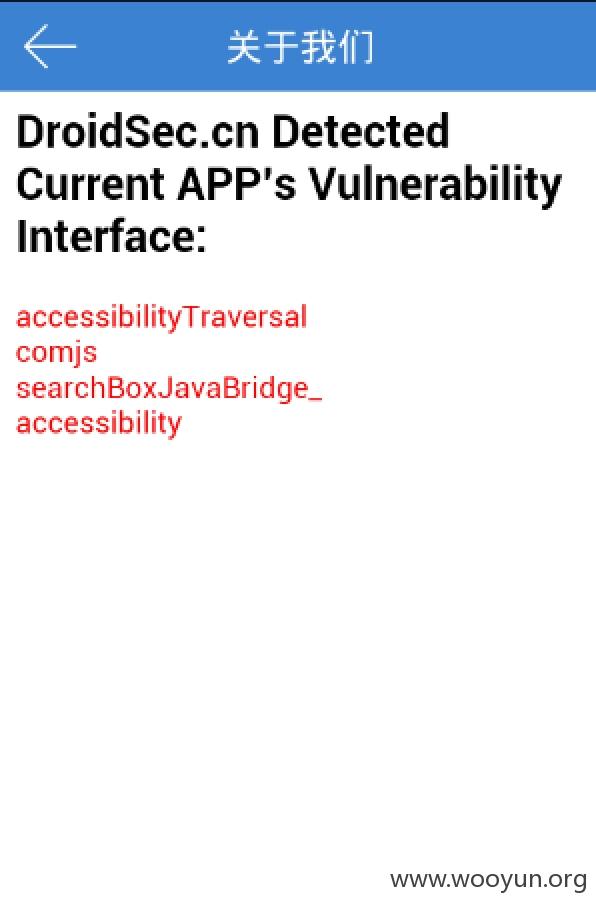 关于我们
DroidSec.cn Detected
Current APP's Vulnerability
Interface:
accessibilityTraversal
comjs
searchBoxJavaBridge_
accessibility
www.wooyun.org